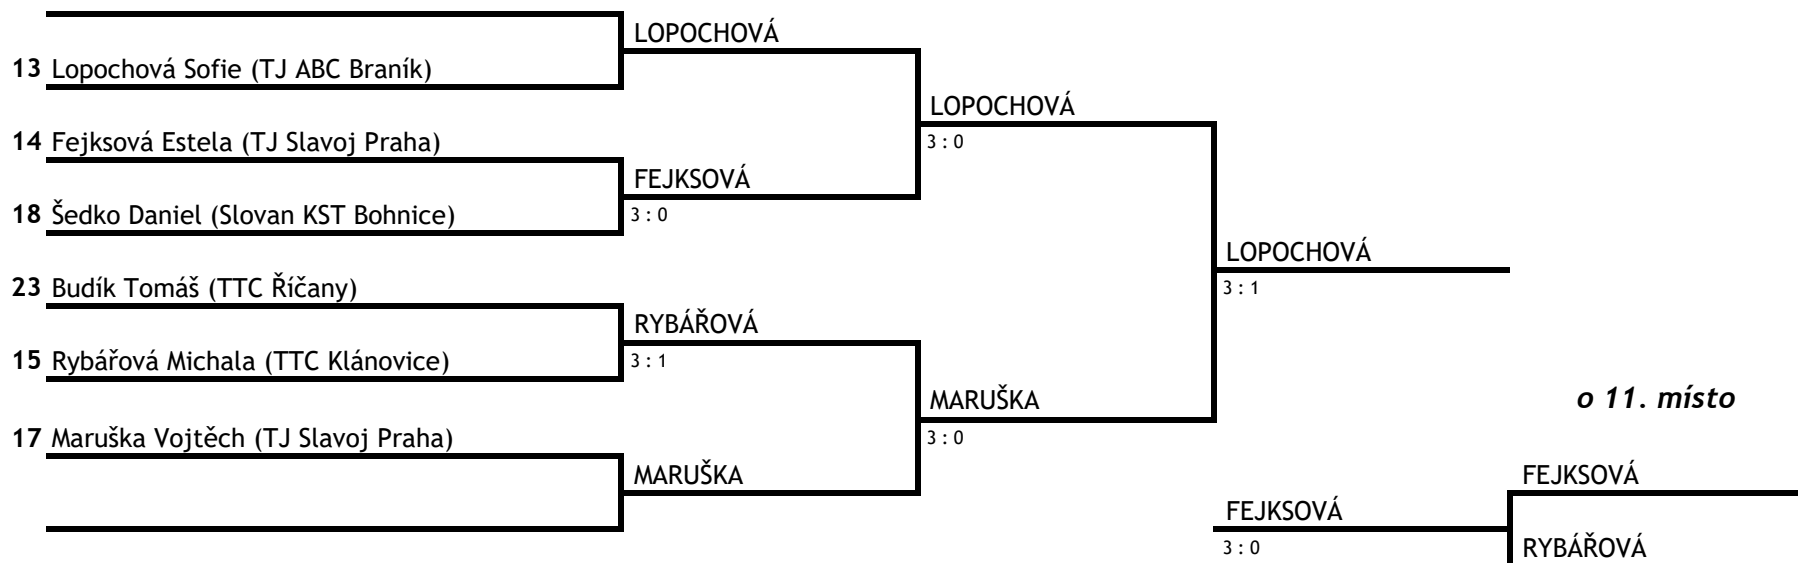 LOPOCHOVÁ
13 Lopochová Sofie (TJ ABC Braník)
LOPOCHOVÁ
14 Fejksová Estela (TJ Slavoj Praha)
3 : 0
FEJKSOVÁ
18 Šedko Daniel (Slovan KST Bohnice)
3 : 0
LOPOCHOVÁ
23 Budík Tomáš (TTC Říčany)
3 : 1
RYBÁŘOVÁ
15 Rybářová Michala (TTC Klánovice)
3 : 1
MARUŠKA
o 11. místo
17 Maruška Vojtěch (TJ Slavoj Praha)
3 : 0
MARUŠKA
FEJKSOVÁ
FEJKSOVÁ
3 : 0
RYBÁŘOVÁ